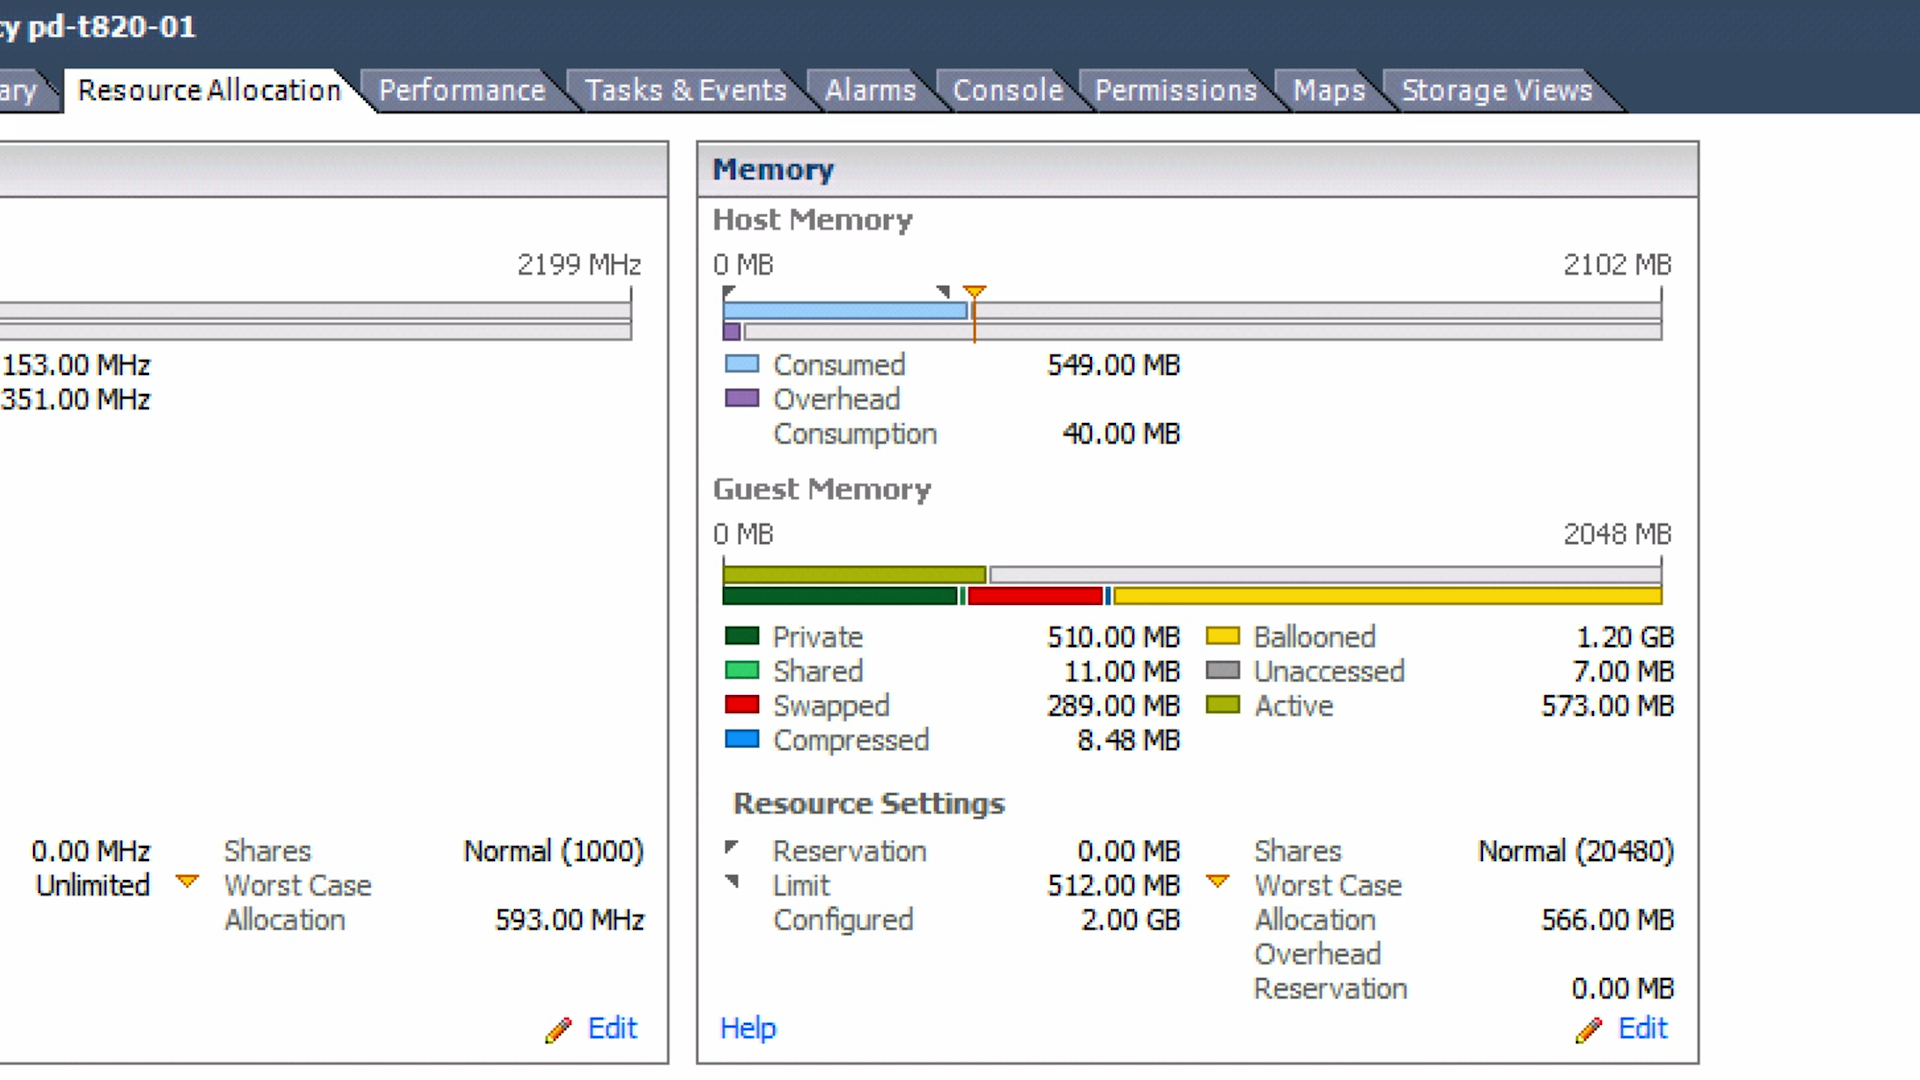 cy pd-t820-01
ary Resource Allocation Performance Tasks & Events Alarms Console Permissions Maps Storage Views
2199 MHz
153.00 MHz
351.00 MHz
0.00 MHz Shares Normal (1000)
Unlimited Worst Case
Allocation 593.00 MHz
Edit
Memory
Host Memory
0 MB 2102 MB
Consumed 549.00 MB
Overhead
Consumption 40.00 MB
Guest Memory
0 MB 2048 MB
Private 510.00 MB Ballooned 1.20 GB
Shared 11.00 MB Unaccessed 7.00 MB
Swapped 289.00 MB Active 573.00 MB
Compressed 8.48 MB
Resource Settings
Reservation 0.00 MB Shares Normal (20480)
Limit 512.00 MB Worst Case
Configured 2.00 GB Allocation 566.00 MB
Overhead
Reservation 0.00 MB
Help Edit